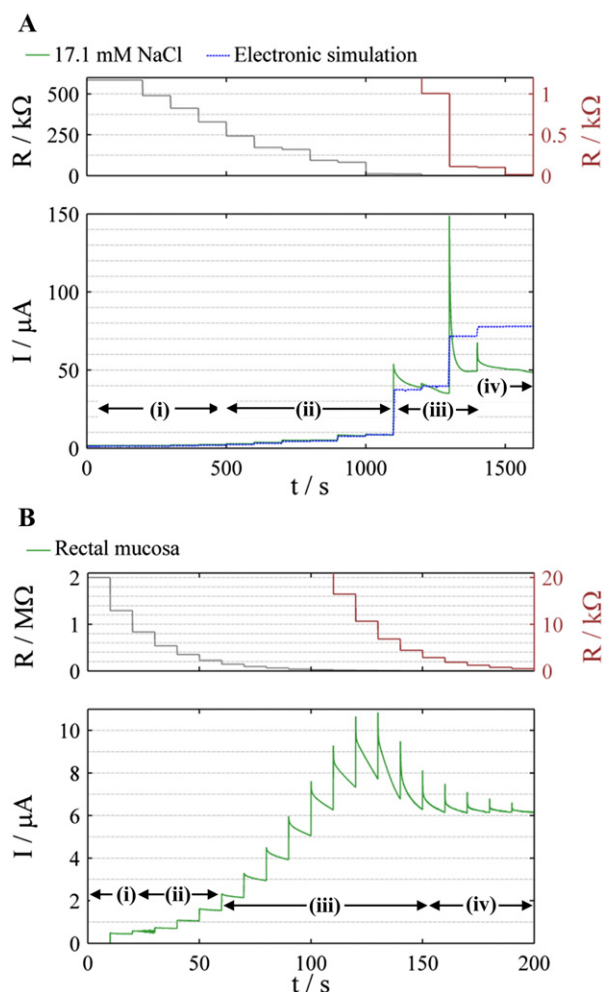 A
17.1 mM NaCl Electronic simulation
R / kΩ
500
250
0
1
0.5
0
R / kΩ
I / μA
150
100
50
0
(i) (ii) (iii) (iv)
0 500 1000 1500
t / s
B
Rectal mucosa
R / MΩ
2
1
0
20
10
0
R / kΩ
I / μA
10
8
6
4
2
0
(i) (ii) (iii) (iv)
0 50 100 150 200
t / s